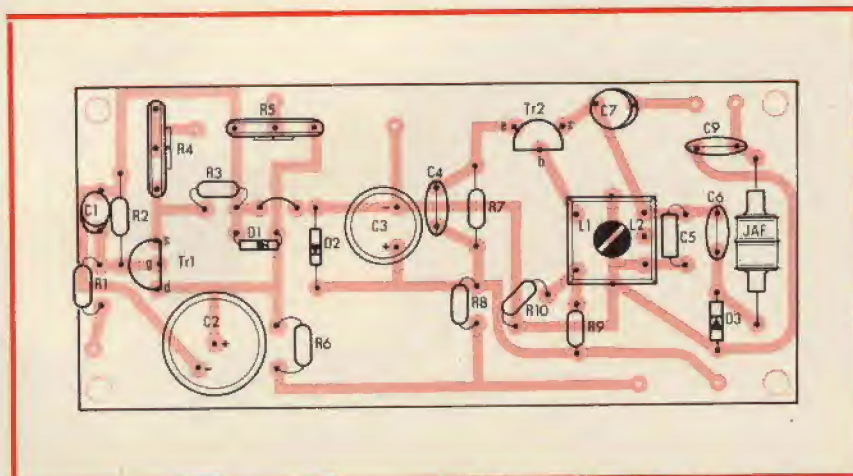 R4
R5
Tr2
e
c
b
C7
C9
R3
C4
C1
R2
R7
L1
L2
C5
C6
JAF
D1
D2
-
C3
+
s
g
d
Tr1
R1
R8
R10
R9
D3
C2
+
-
R6